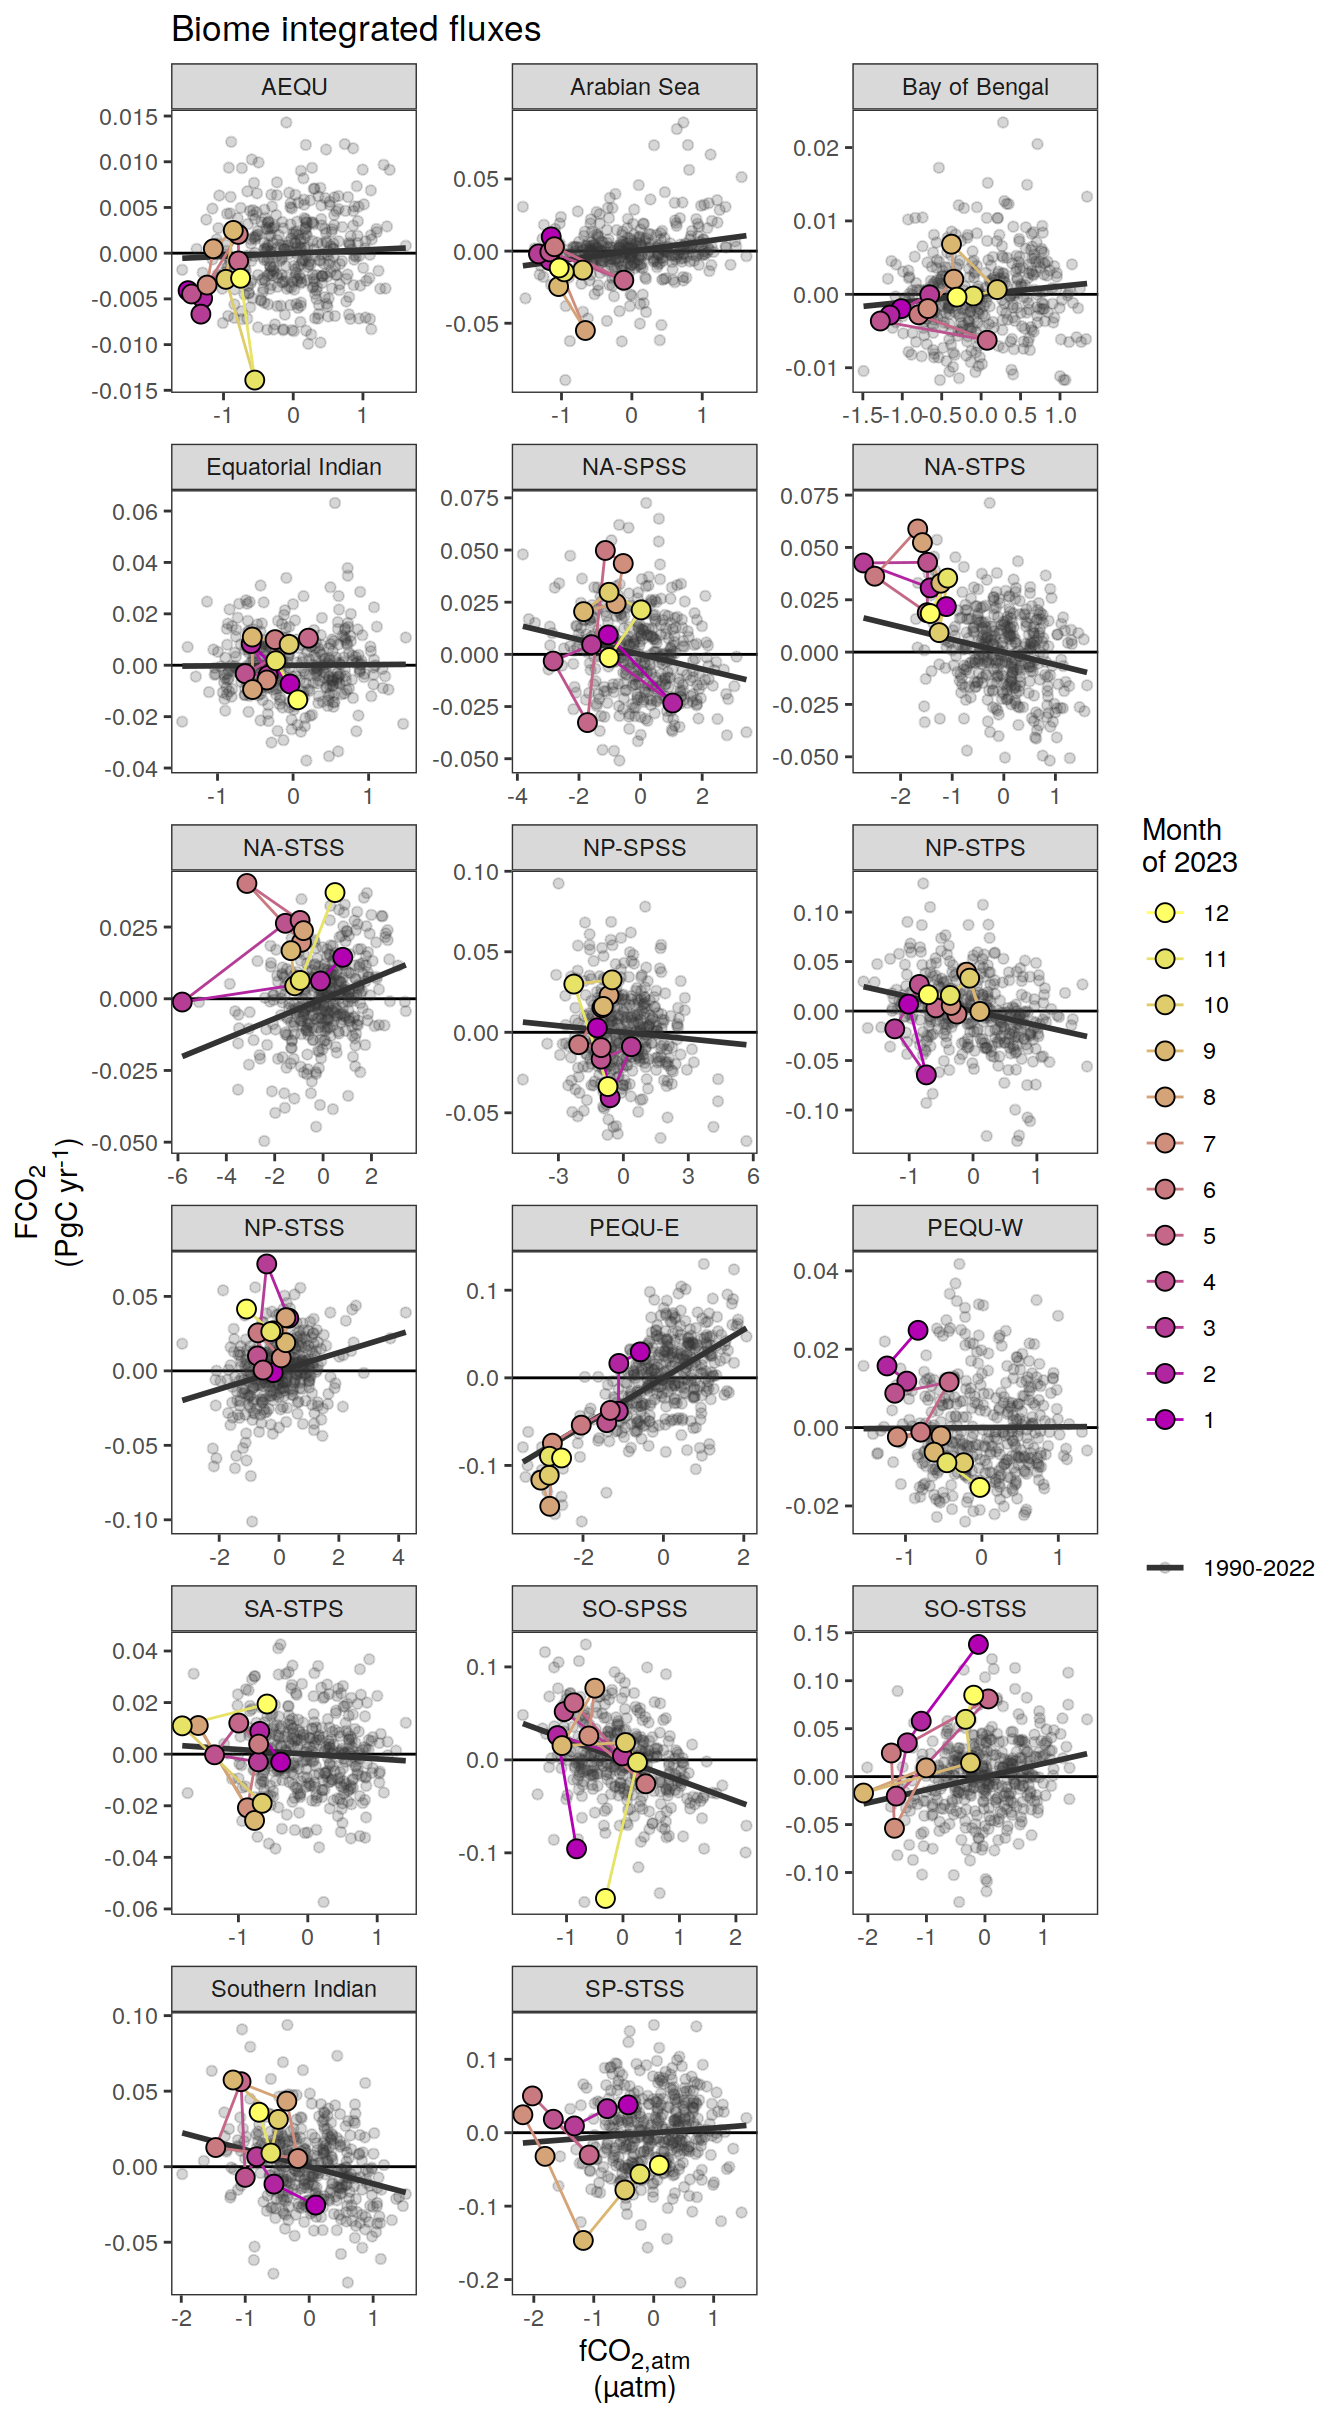 Biome integrated fluxes
AEQU
Arabian Sea
Bay of Bengal
0.015
0.010
0.005
0.000
-0.005
-0.010
-0.015
0.05
0.00
-0.05
0.02
0.01
0.00
-0.01
-1 0 1
-1 0 1
-1.5 -1.0 -0.5 0.0 0.5 1.0
Equatorial Indian
NA-SPSS
NA-STPS
0.06
0.04
0.02
0.00
-0.02
-0.04
0.075
0.050
0.025
0.000
-0.025
-0.050
0.075
0.050
0.025
0.000
-0.025
-0.050
-1 0 1
-4 -2 0 2
-2 -1 0 1
NA-STSS
NP-SPSS
NP-STPS
0.025
0.000
-0.025
-0.050
0.10
0.05
0.00
-0.05
0.10
0.05
0.00
-0.05
-0.10
-6 -4 -2 0 2
-3 0 3 6
-1 0 1
NP-STSS
PEQU-E
PEQU-W
0.05
0.00
-0.05
-0.10
0.1
0.0
-0.1
0.04
0.02
0.00
-0.02
-2 0 2 4
-2 0 2
-1 0 1
SA-STPS
SO-SPSS
SO-STSS
0.04
0.02
0.00
-0.02
-0.04
-0.06
0.1
0.0
-0.1
0.15
0.10
0.05
0.00
-0.05
-0.10
-1 0 1
-1 0 1 2
-2 -1 0 1
Southern Indian
SP-STSS
0.10
0.05
0.00
-0.05
0.1
0.0
-0.1
-0.2
-2 -1 0 1
-2 -1 0 1
FCO2
(PgC yr-1)
fCO2,atm
(µatm)
Month
of 2023
12
11
10
9
8
7
6
5
4
3
2
1
1990-2022